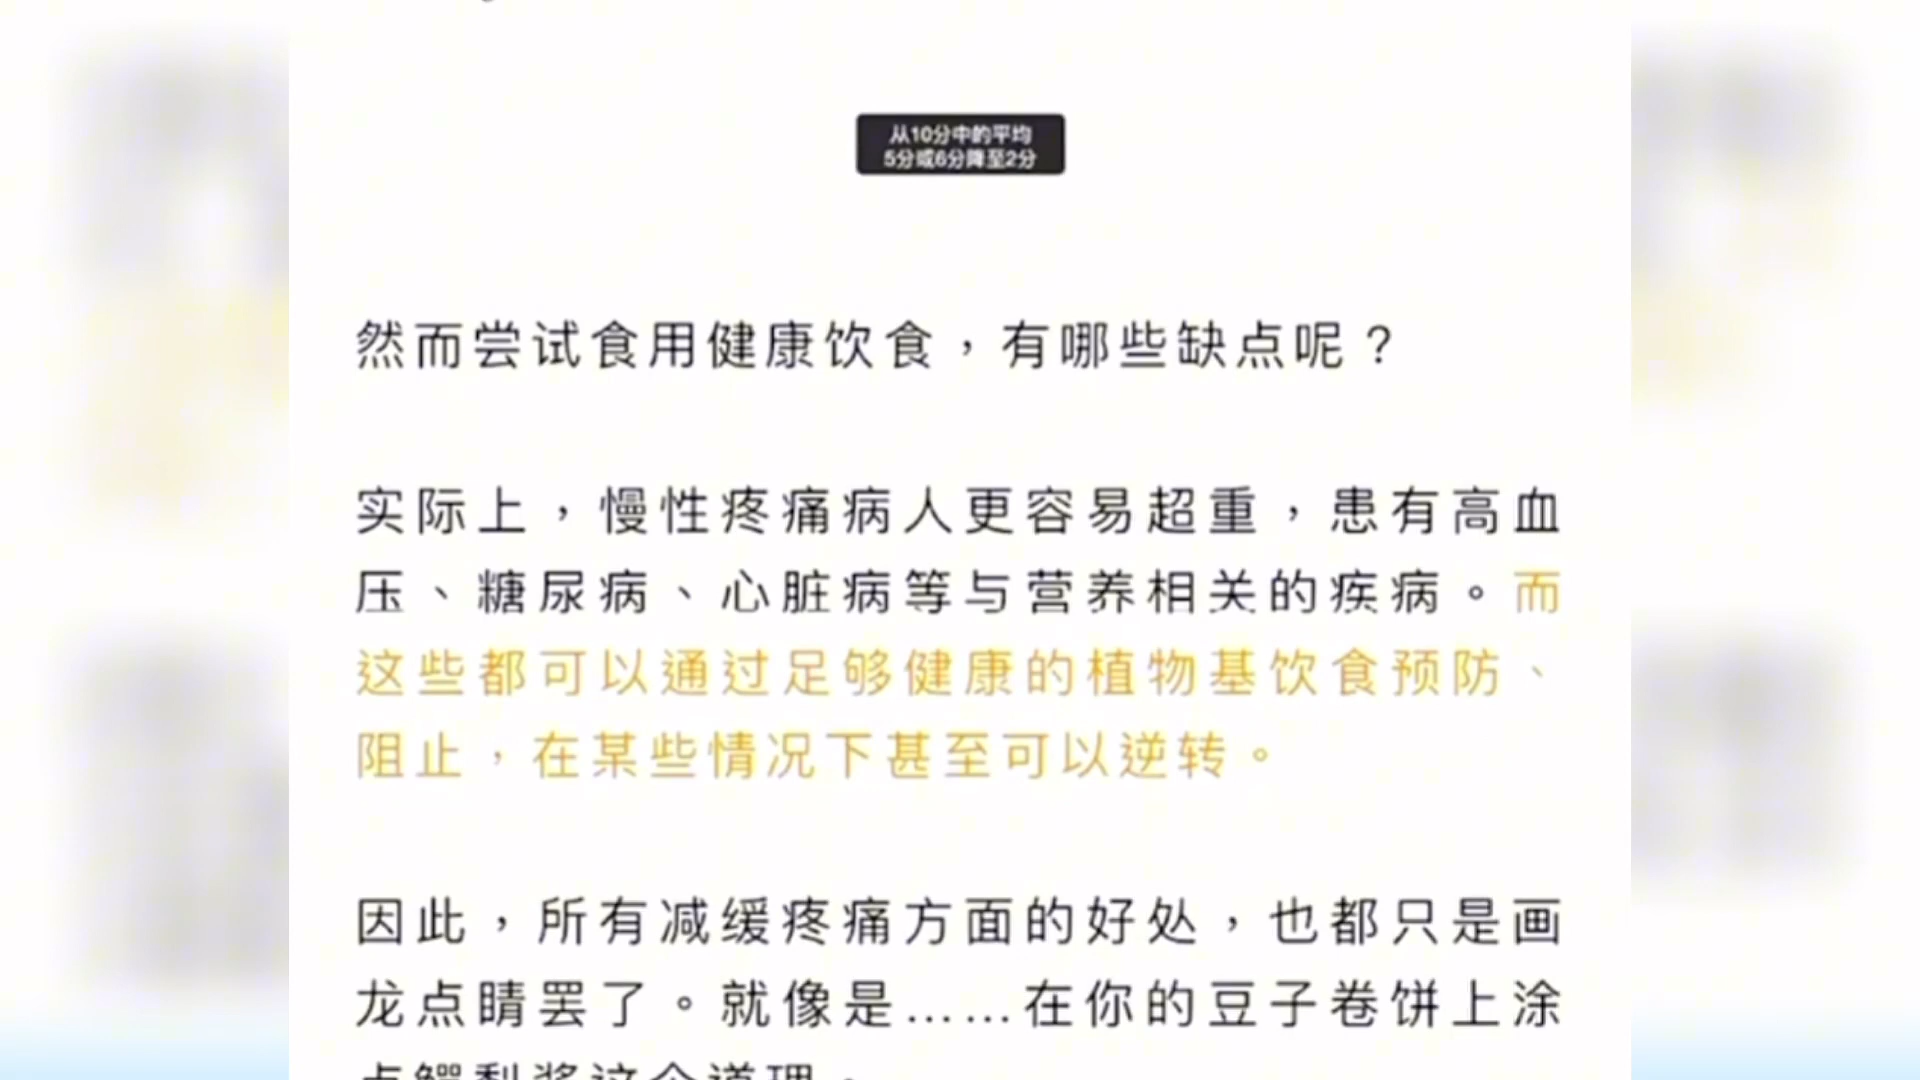 从10分中的平均
5分或6分降至2分
然而尝试食用健康饮食，有哪些缺点呢？
实际上，慢性疼痛病人更容易超重，患有高血
压、糖尿病、心脏病等与营养相关的疾病。而
这些都可以通过足够健康的植物基饮食预防、
阻止，在某些情况下甚至可以逆转。
因此，所有减缓疼痛方面的好处，也都只是画
龙点睛罢了。就像是……在你的豆子卷饼上涂